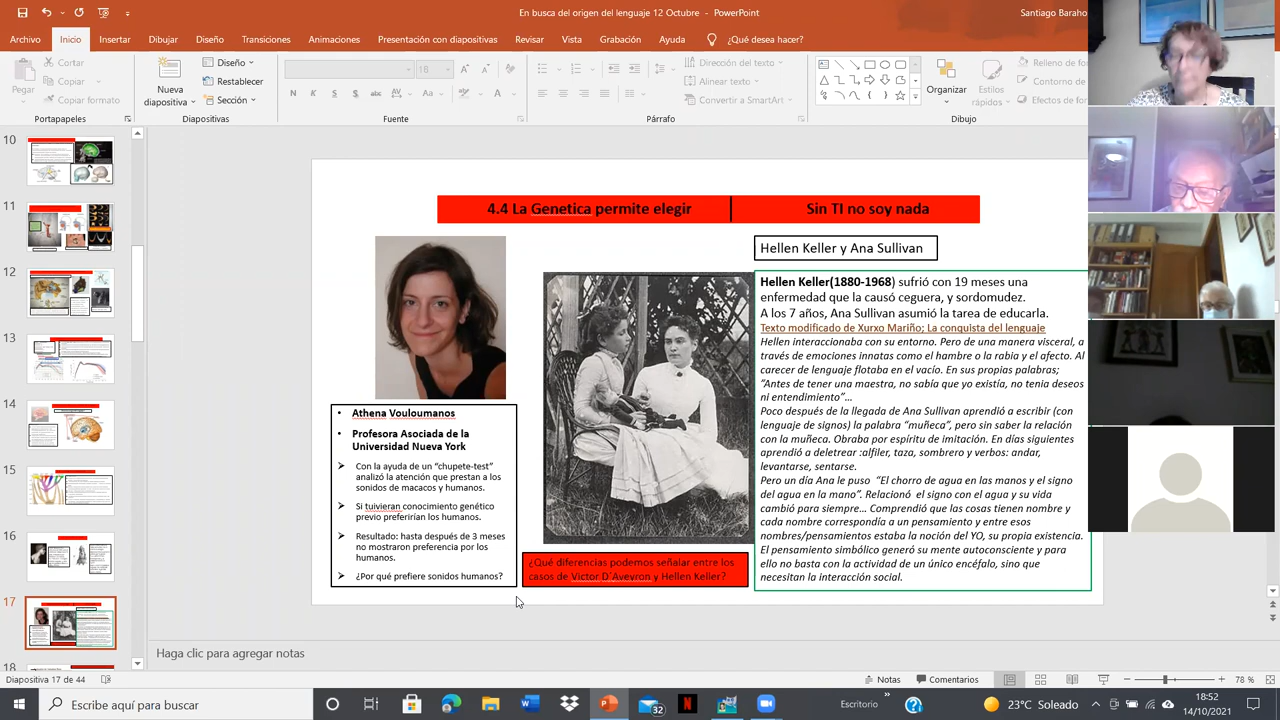 En busca del origen del lenguaje 12 Octubre - PowerPoint
Santiago Baraho
Archivo Inicio Insertar Dibujar Diseño Transiciones Animaciones Presentación con diapositivas Revisar Vista Grabación Ayuda ¿Qué desea hacer?
Pegar
Cortar
Copiar
Copiar formato
Portapapeles
Nueva
diapositiva
Diseño
Restablecer
Sección
Diapositivas
18
N K S
Fuente
Dirección del texto
Alinear texto
Convertir a SmartArt
Párrafo
Organizar
Estilos
rápidos
Relleno de fo
Contorno de
Efectos de fo
Dibujo
10
11
12
13
14
15
16
17
18
4.4 La Genetica permite elegir
Sin TI no soy nada
Hellen Keller y Ana Sullivan
• Athena Vouloumanos
• Profesora Asociada de la
Universidad Nueva York
Con la ayuda de un “chupete-test”
analizó la atención que prestan a los
sonidos de macacos y humanos.
Si tuivieran conocimiento genético
previo preferirían los humanos.
Resultado: hasta después de 3 meses
no mostraron preferencia por los
humanos.
¿Por qué prefiere sonidos humanos?
¿Qué diferencias podemos señalar entre los
casos de Victor D´Aveyron y Hellen Keller?
Hellen Keller(1880-1968) sufrió con 19 meses una
enfermedad que la causó ceguera, y sordomudez.
A los 7 años, Ana Sullivan asumió la tarea de educarla.
Texto modificado de Xurxo Mariño; La conquista del lenguaje
Hellen interaccionaba con su entorno. Pero de una manera visceral, a
través de emociones innatas como el hambre o la rabia y el afecto. Al
carecer de lenguaje flotaba en el vacío. En sus propias palabras;
”Antes de tener una maestra, no sabía que yo existía, no tenia deseos
ni entendimiento”...
Poco después de la llegada de Ana Sullivan aprendió a escribir (con
lenguaje de signos) la palabra “muñeca”, pero sin saber la relación
con la muñeca. Obraba por espíritu de imitación. En días siguientes
aprendió a deletrear :alfiler, taza, sombrero y verbos: andar,
levantarse, sentarse.
Pero un día Ana le puso “El chorro de agua en las manos y el signo
del agua en la mano”. Relacionó el signo con el agua y su vida
cambió para siempre... Comprendió que las cosas tienen nombre y
cada nombre correspondía a un pensamiento y entre esos
nombres/pensamientos estaba la noción del YO, su propia existencia.
El pensamiento simbólico generó su mente autoconsciente y para
ello no basta con la actividad de un único encéfalo, sino que
necesitan la interacción social.
Haga clic para agregar notas
Diapositiva 17 de 44
Notas
Comentarios
78 %
Escribe aquí para buscar
32
Escritorio
23°C Soleado
18:52
14/10/2021